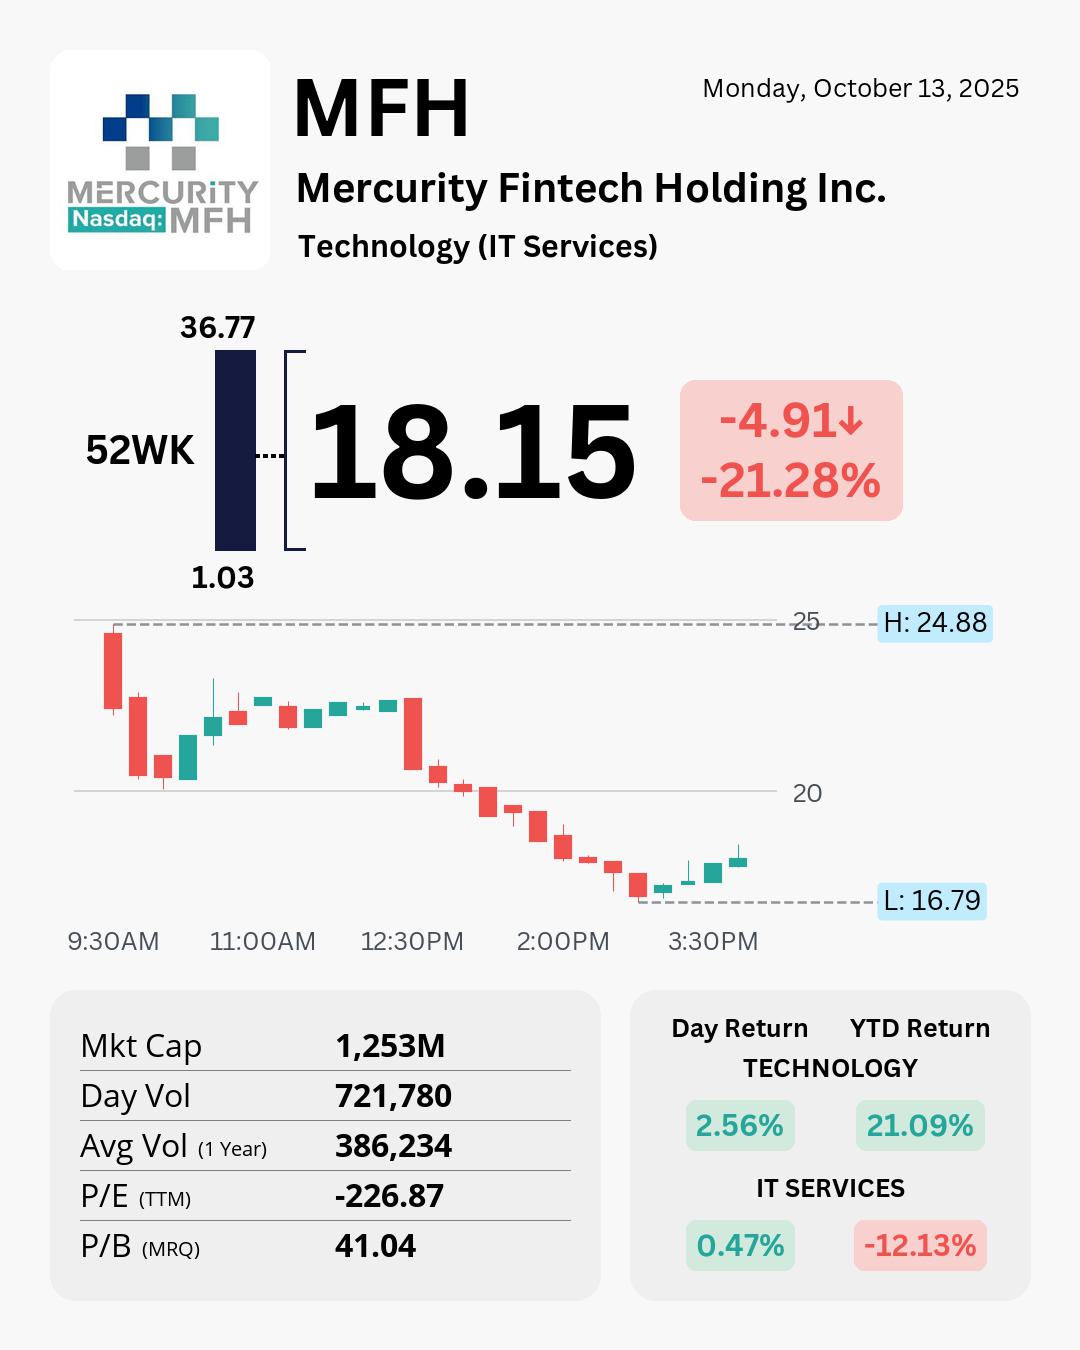 MERCURiTY
Nasdaq: MFH
MFH
Monday, October 13, 2025
Mercurity Fintech Holding Inc.
Technology (IT Services)
36.77
52WK
1.03
18.15
-4.91↓
-21.28%
25
H: 24.88
20
L: 16.79
9:30AM 11:00AM 12:30PM 2:00PM 3:30PM
Mkt Cap 1,253M
Day Vol 721,780
Avg Vol (1 Year) 386,234
P/E (TTM) -226.87
P/B (MRQ) 41.04
Day Return YTD Return
TECHNOLOGY
2.56% 21.09%
IT SERVICES
0.47% -12.13%